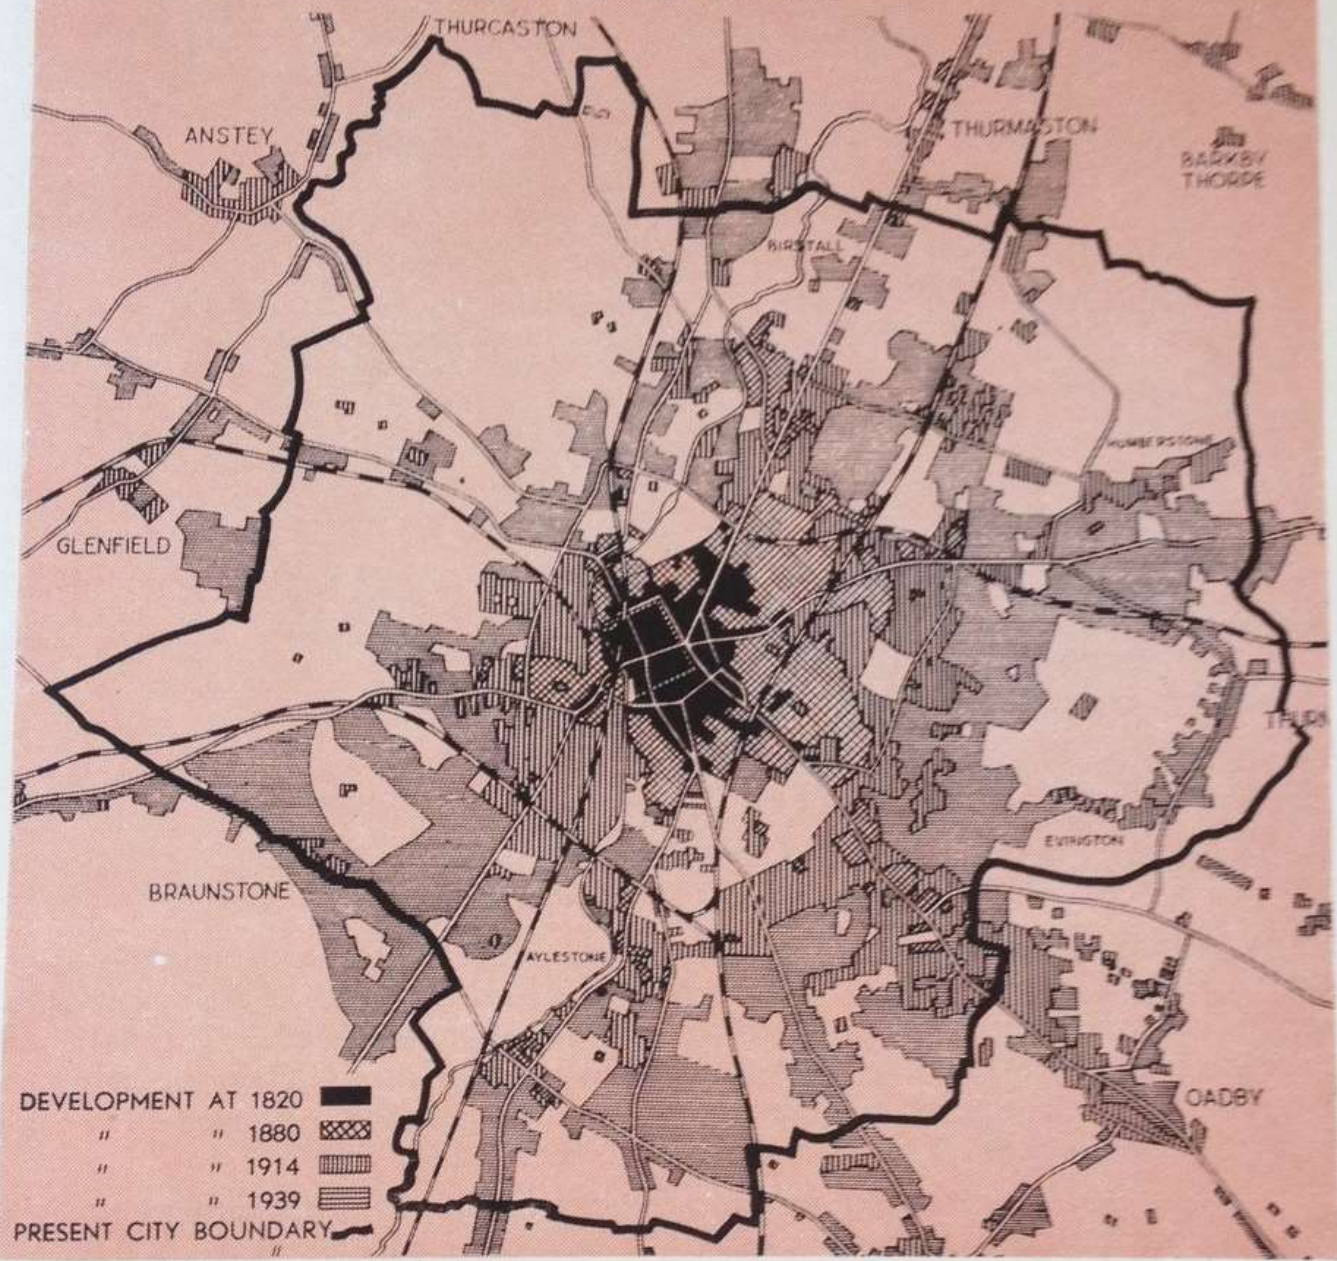 THURCASTON
ANSTEY
THURMASTON
BARKBY
THORPE
BIRSTALL
HUMBERSTONE
GLENFIELD
THURN
EVINGTON
BRAUNSTONE
AYLESTONE
OADBY
DEVELOPMENT AT 1820
" " 1880
" " 1914
" " 1939
PRESENT CITY BOUNDARY
"